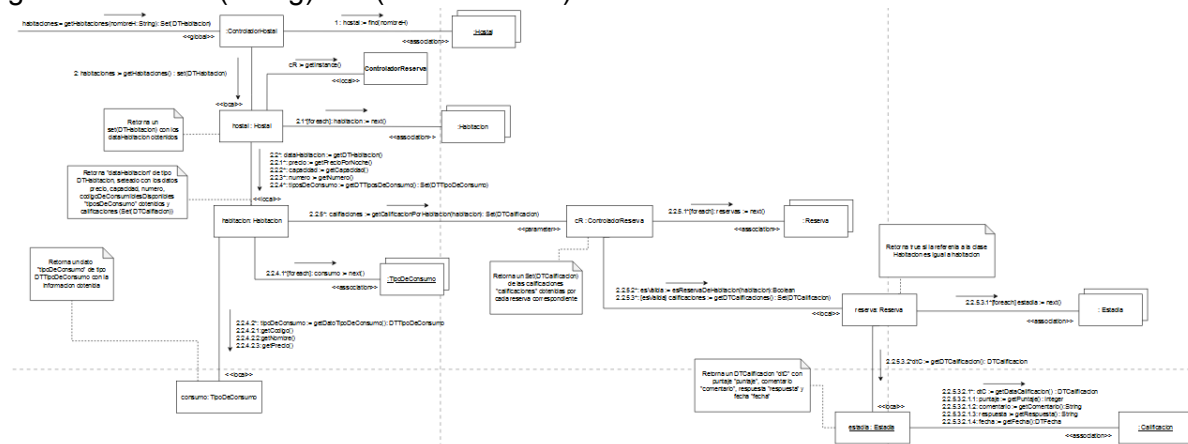 habitaciones = getHabitaciones(nombreH: String): Set(DTHabitacion)
<<global>>
:ControladorHostal
1 : hostal := find(nombreH)
<<association>>
:Hostal
2: habitaciones := getHabitaciones() : set(DTHabitacion)
<<local>>
cR := getInstance()
<<local>>
ControladorReserva
Retorna un
set(DTHabitacion) con los
dataHabitacion obtenidos
hostal : Hostal
2.1*[foreach]: habitacion := next()
<<association>>
:Habitacion
Retorna "dataHabitacion" de tipo
DTHabitacion, seteado con los datos
precio, capacidad, numero,
codigoDeConsumiblesDisponibles
"tiposDeConsumo" obtenidos y
calificaciones (Set(DTCalificacion))
2.2*: dataHabitacion := getDTHabitacion()
2.2.1*: precio := getPrecioPorNoche()
2.2.2*: capacidad := getCapacidad()
2.2.3*: numero := getNumero()
2.2.4*: tiposDeConsumo := getDTTiposDeConsumo() : Set(DTTipoDeConsumo)
<<local>>
habitacion: Habitacion
2.2.5*: calificaiones := getCalificacionPorHabitacion(habitacion): Set(DTCalificacion)
<<parameter>>
cR : ControladorReserva
2.2.5.1*[foreach]: reservas := next()
<<association>>
: Reserva
Retorna true si la referenia a la clase
Habitacion es igual a habitacion
Retorna un dato
"tipoDeConsumo" de tipo
DTTipoDeConsumo con la
informacion obtenida
2.2.4.1*[foreach]: consumo := next()
<<association>>
:TipoDeConsumo
Retorna un Set(DTCalificacion)
de las calificaciones
"calificaciones" obtenidas por
cada reserva correspondiente
2.2.5.2*: esValida := esReservaDeHabitacion(habitacion): Boolean
2.2.5.3*: [esValida] calificaciones := getDTCalificaciones() : Set(DTCalificacion)
<<local>>
reserva: Reserva
2.2.5.3.1*[foreach] estadia := next()
<<association>>
: Estadia
2.2.4.2*: tipoDeConsumo := getDatoTipoDeConsumo(): DTTipoDeConsumo
2.2.4.2.1:getCodigo()
2.2.4.2.2:getNombre()
2.2.4.2.3:getPrecio()
<<local>>
consumo: TipoDeConsumo
2.2.5.3.2*dtC := getDTCalificacion(): DTCalificacion
<<local>>
Retorna un DTCalificacion "dtC" con
puntaje "puntaje", comentario
"comentario", respuesta "respuesta" y
fecha "fecha"
estadia : Estadia
2.2.5.3.2.1*: dtC := getDataCalificacion() : DTCalificacion
2.2.5.3.2.1.1: puntaje := getPuntaje() : Integer
2.2.5.3.2.1.2: comentario := getComentario():String
2.2.5.3.2.1.3: respuesta := getRespuesta(): String
2.2.5.3.2.1.4: fecha := getFecha():DTFecha
<<association>>
:Calificacion